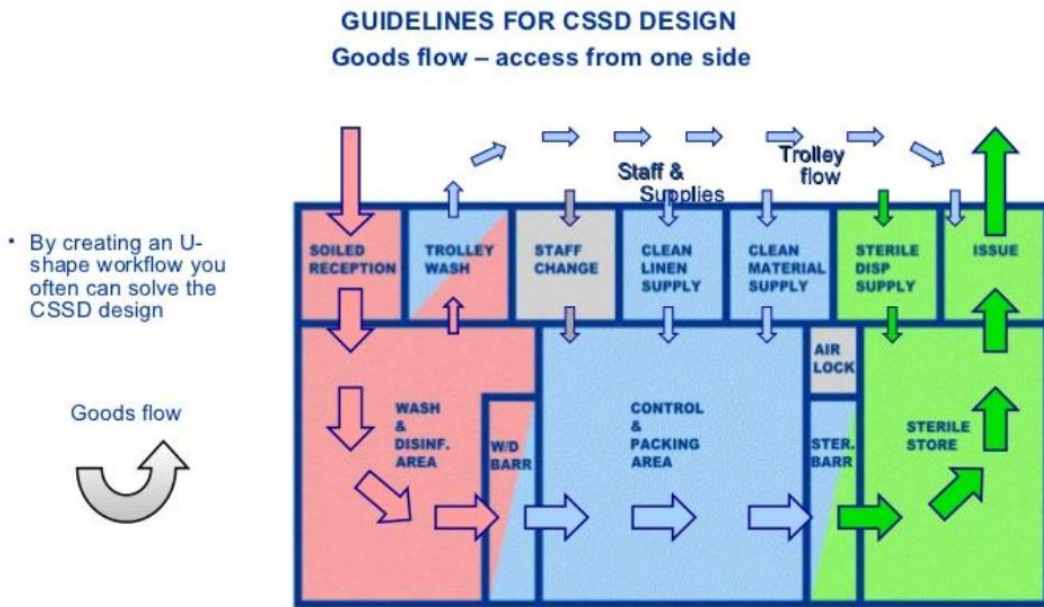 GUIDELINES FOR CSSD DESIGN
Goods flow – access from one side
• By creating an U-
shape workflow you
often can solve the
CSSD design
Goods flow
Staff &
Supplies
Trolley
flow
SOILED
RECEPTION
TROLLEY
WASH
STAFF
CHANGE
CLEAN
LINEN
SUPPLY
CLEAN
MATERIAL
SUPPLY
STERILE
DISP
SUPPLY
ISSUE
WASH
&
DISINF.
AREA
W/D
BARR
CONTROL
&
PACKING
AREA
AIR
LOCK
STER.
BARR
STERILE
STORE